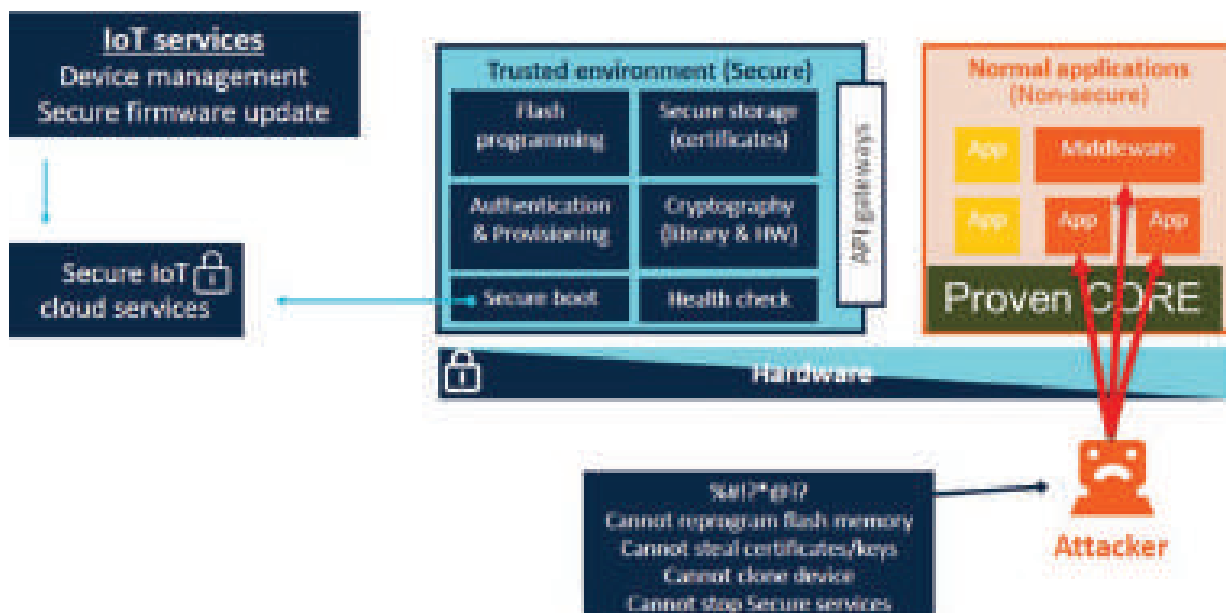 IoT services
Device management
Secure firmware update
Secure IoT
cloud services
Trusted environment (Secure)
Flash
programming
Secure storage
(certificates)
Authentication
& Provisioning
Cryptography
(library & HW)
Secure boot
Health check
API gateways
Normal applications
(Non-secure)
App
Middleware
App
App
App
Proven CORE
Hardware
%#!?*@!?
Cannot reprogram flash memory
Cannot steal certificates/keys
Cannot clone device
Cannot stop Secure services
Attacker